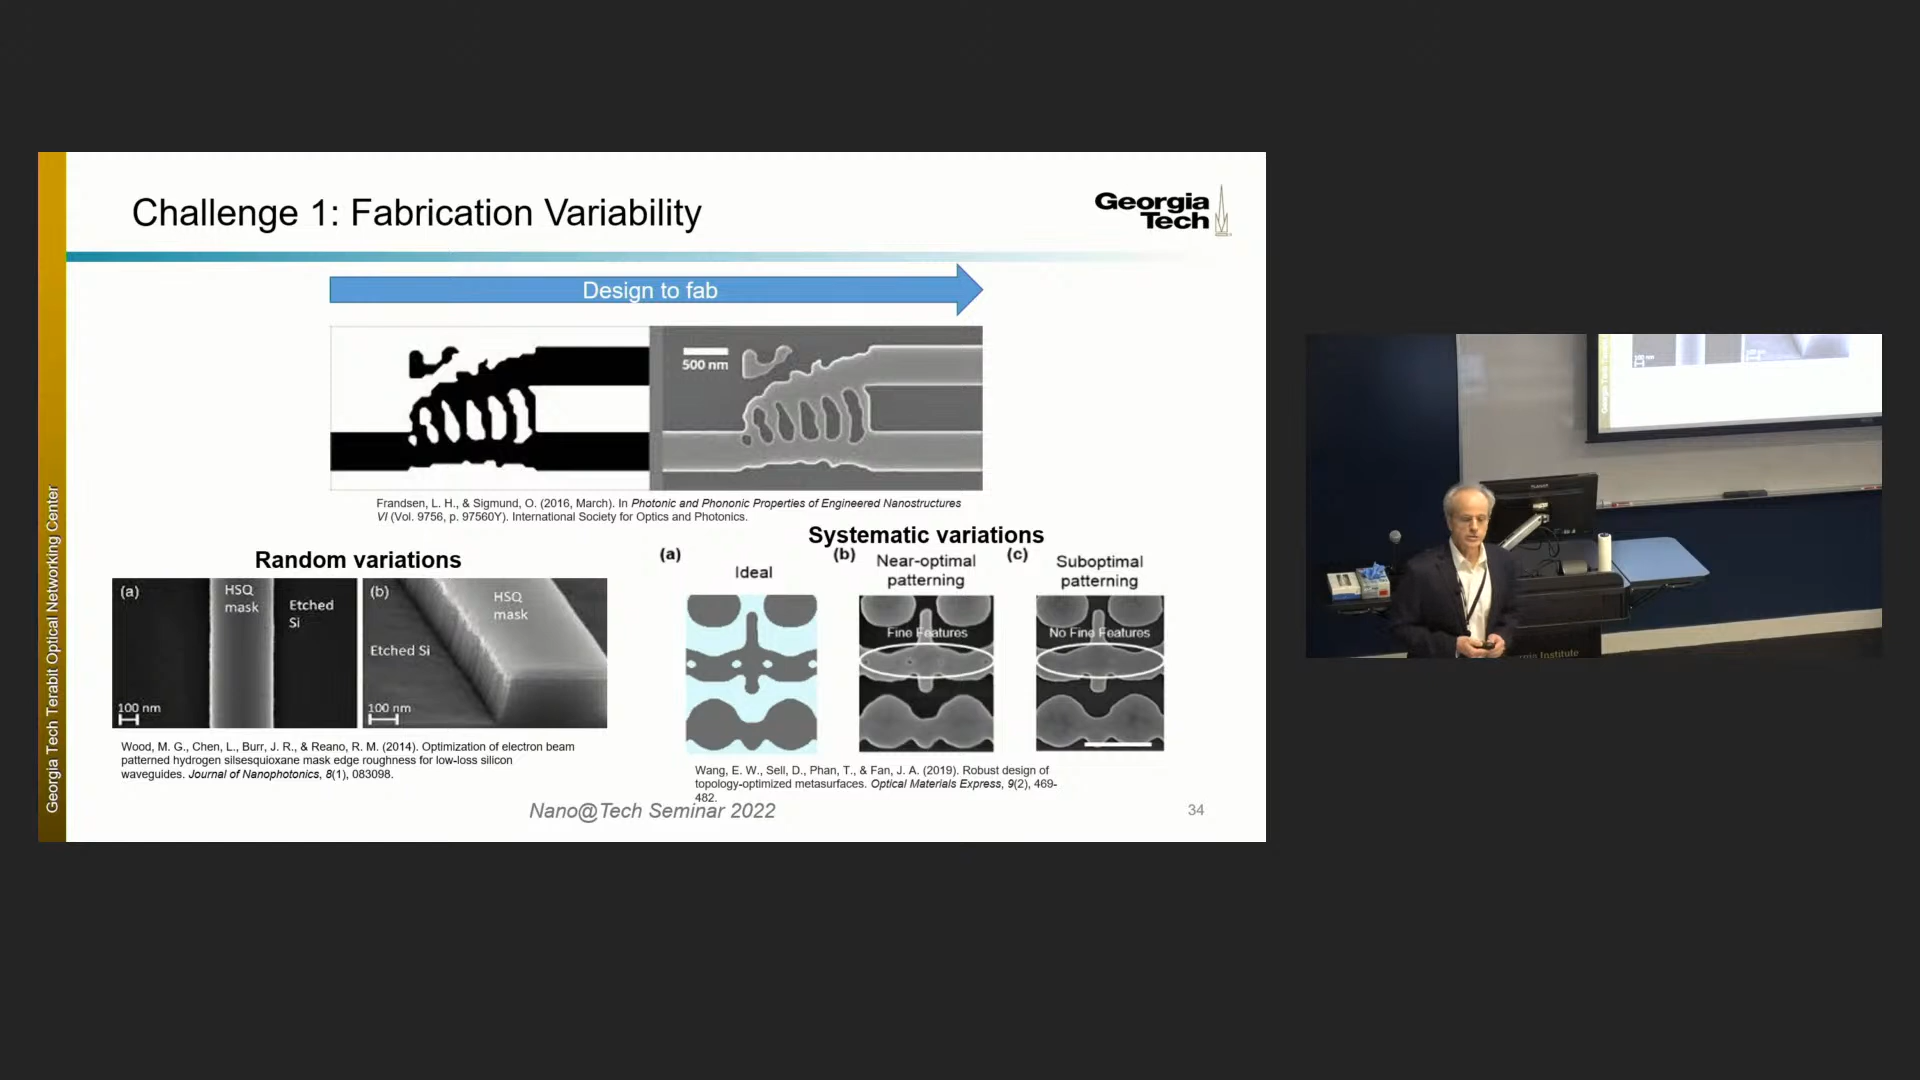 Challenge 1: Fabrication Variability
Georgia
Tech
Design to fab
500 nm
Frandsen, L. H., & Sigmund, O. (2016, March). In Photonic and Phononic Properties of Engineered Nanostructures
VI (Vol. 9756, p. 97560Y). International Society for Optics and Photonics.
Random variations
(a)
HSQ
mask
Etched
Si
100 nm
(b)
HSQ
mask
Etched Si
100 nm
Wood, M. G., Chen, L., Burr, J. R., & Reano, R. M. (2014). Optimization of electron beam
patterned hydrogen silsesquioxane mask edge roughness for low-loss silicon
waveguides. Journal of Nanophotonics, 8(1), 083098.
Systematic variations
(a)
Ideal
(b)
Near-optimal
patterning
Fine Features
(c)
Suboptimal
patterning
No Fine Features
Wang, E. W., Sell, D., Phan, T., & Fan, J. A. (2019). Robust design of
topology-optimized metasurfaces. Optical Materials Express, 9(2), 469-
482.
Nano@Tech Seminar 2022
34
Georgia Tech Terabit Optical Networking Center